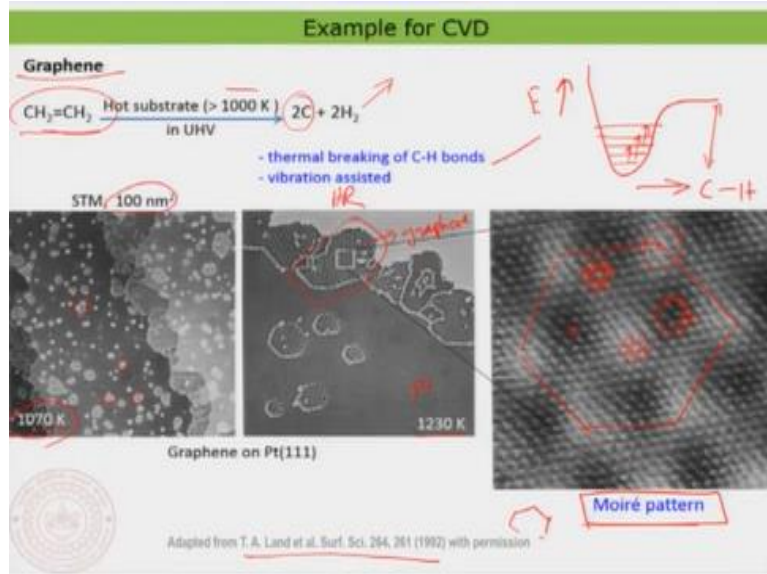 Example for CVD
Graphene
CH₂=CH₂ Hot substrate (> 1000 K) 2C + 2H₂
in UHV
E
- thermal breaking of C-H bonds
- vibration assisted
C-H
STM, 100 nm²
HR
graphene
1070 K
Pt
1230 K
Graphene on Pt(111)
Moiré pattern
Adapted from T. A. Land et al. Surf. Sci. 264, 261 (1992) with permission